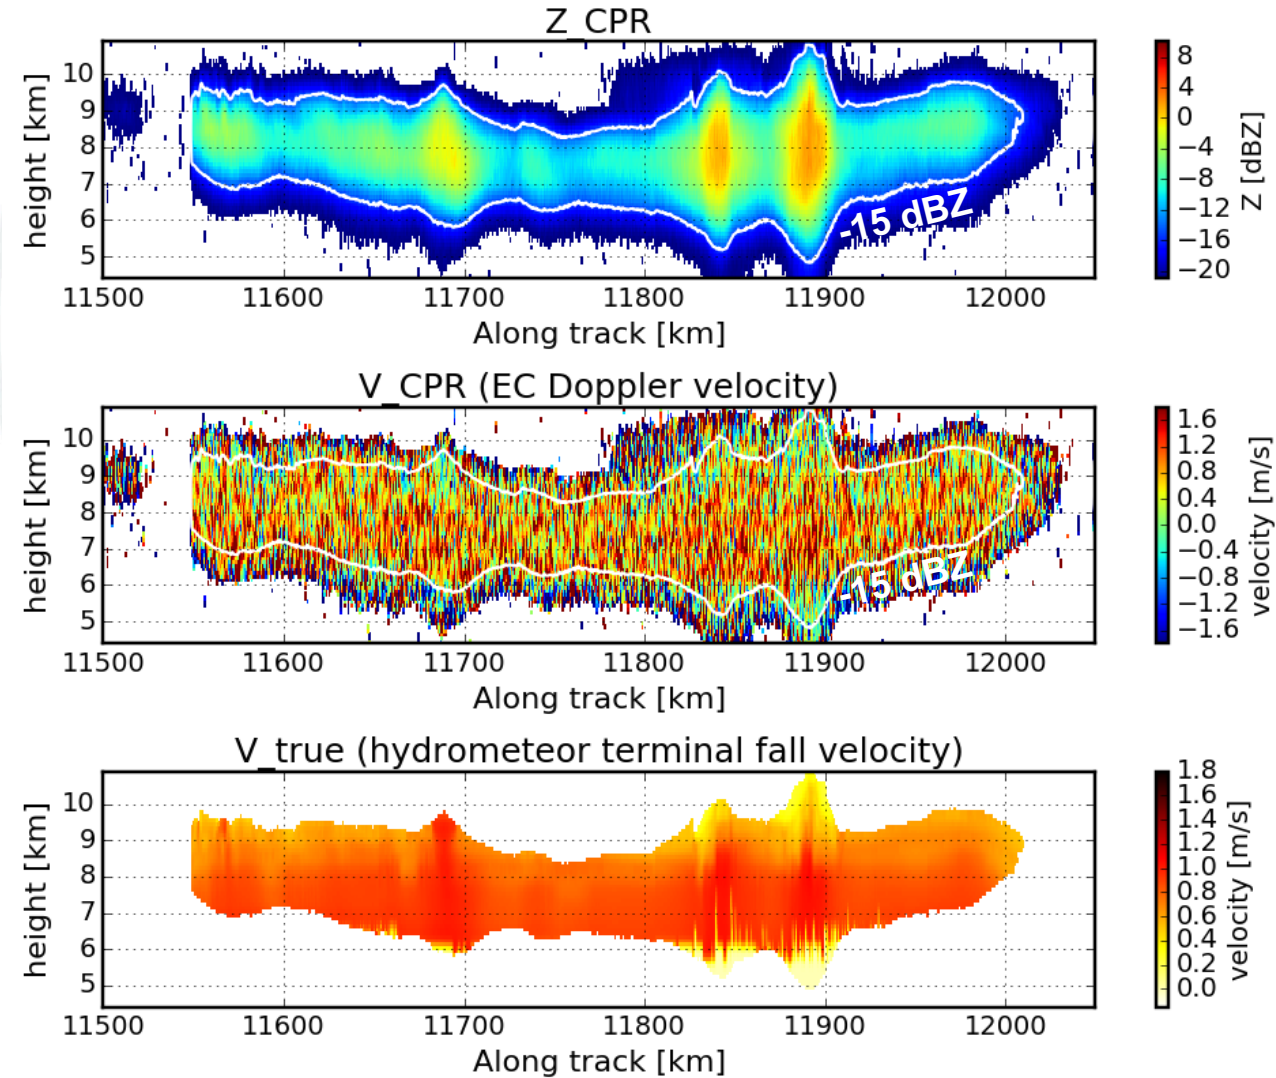 Z_CPR
height [km]
10
9
8
7
6
5
-15 dBZ
11500 11600 11700 11800 11900 12000
Along track [km]
8
4
0
−4
−8
−12
−16
−20
Z [dBZ]
V_CPR (EC Doppler velocity)
height [km]
10
9
8
7
6
5
-15 dBZ
11500 11600 11700 11800 11900 12000
Along track [km]
1.6
1.2
0.8
0.4
0.0
−0.4
−0.8
−1.2
−1.6
velocity [m/s]
V_true (hydrometeor terminal fall velocity)
height [km]
10
9
8
7
6
5
11500 11600 11700 11800 11900 12000
Along track [km]
1.8
1.6
1.4
1.2
1.0
0.8
0.6
0.4
0.2
0.0
velocity [m/s]